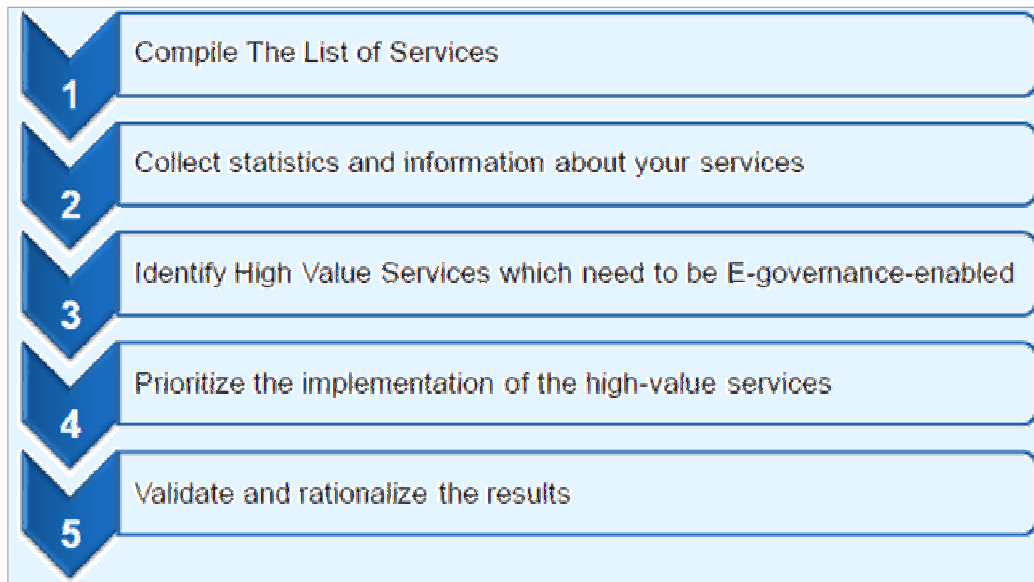 1
Compile The List of Services
2
Collect statistics and information about your services
3
Identify High Value Services which need to be E-governance-enabled
4
Prioritize the implementation of the high-value services
5
Validate and rationalize the results